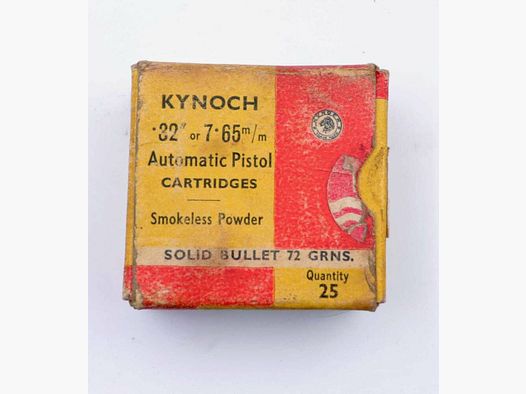 KYNOCH
·32" or 7·65m/m
Automatic Pistol
CARTRIDGES
Smokeless Powder
SOLID BULLET 72 GRNS.
Quantity
25